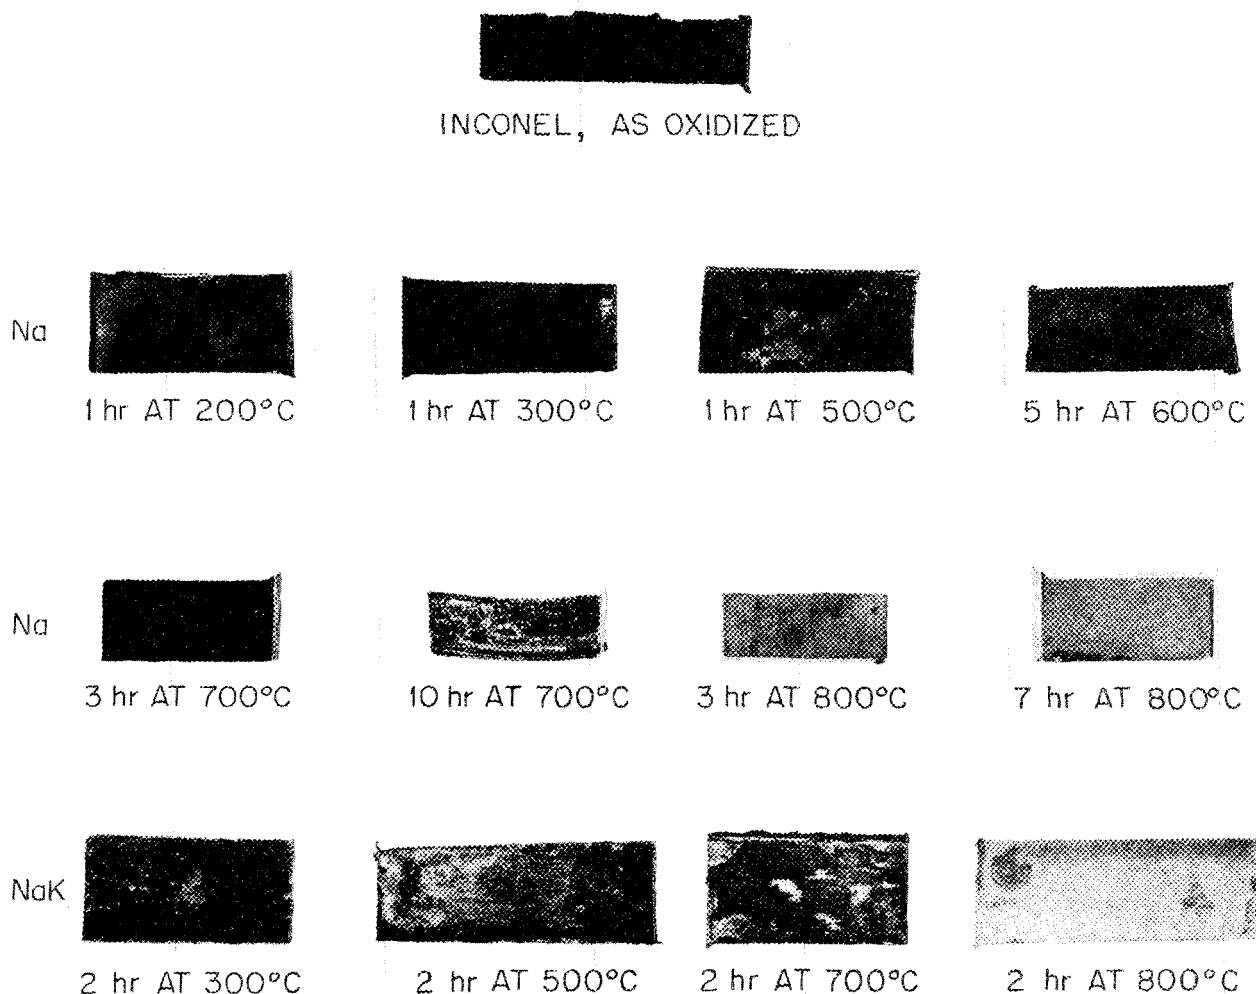 INCONEL, AS OXIDIZED
Na
1 hr AT 200°C
1 hr AT 300°C
1 hr AT 500°C
5 hr AT 600°C
Na
3 hr AT 700°C
10 hr AT 700°C
3 hr AT 800°C
7 hr AT 800°C
NaK
2 hr AT 300°C
2 hr AT 500°C
2 hr AT 700°C
2 hr AT 800°C